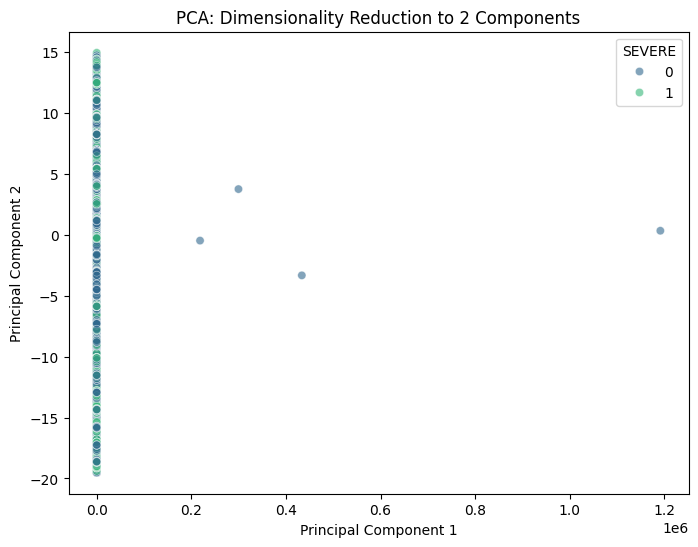 PCA: Dimensionality Reduction to 2 Components
SEVERE
0
1
Principal Component 2
15
10
5
0
−5
−10
−15
−20
0.0 0.2 0.4 0.6 0.8 1.0 1.2
1e6
Principal Component 1